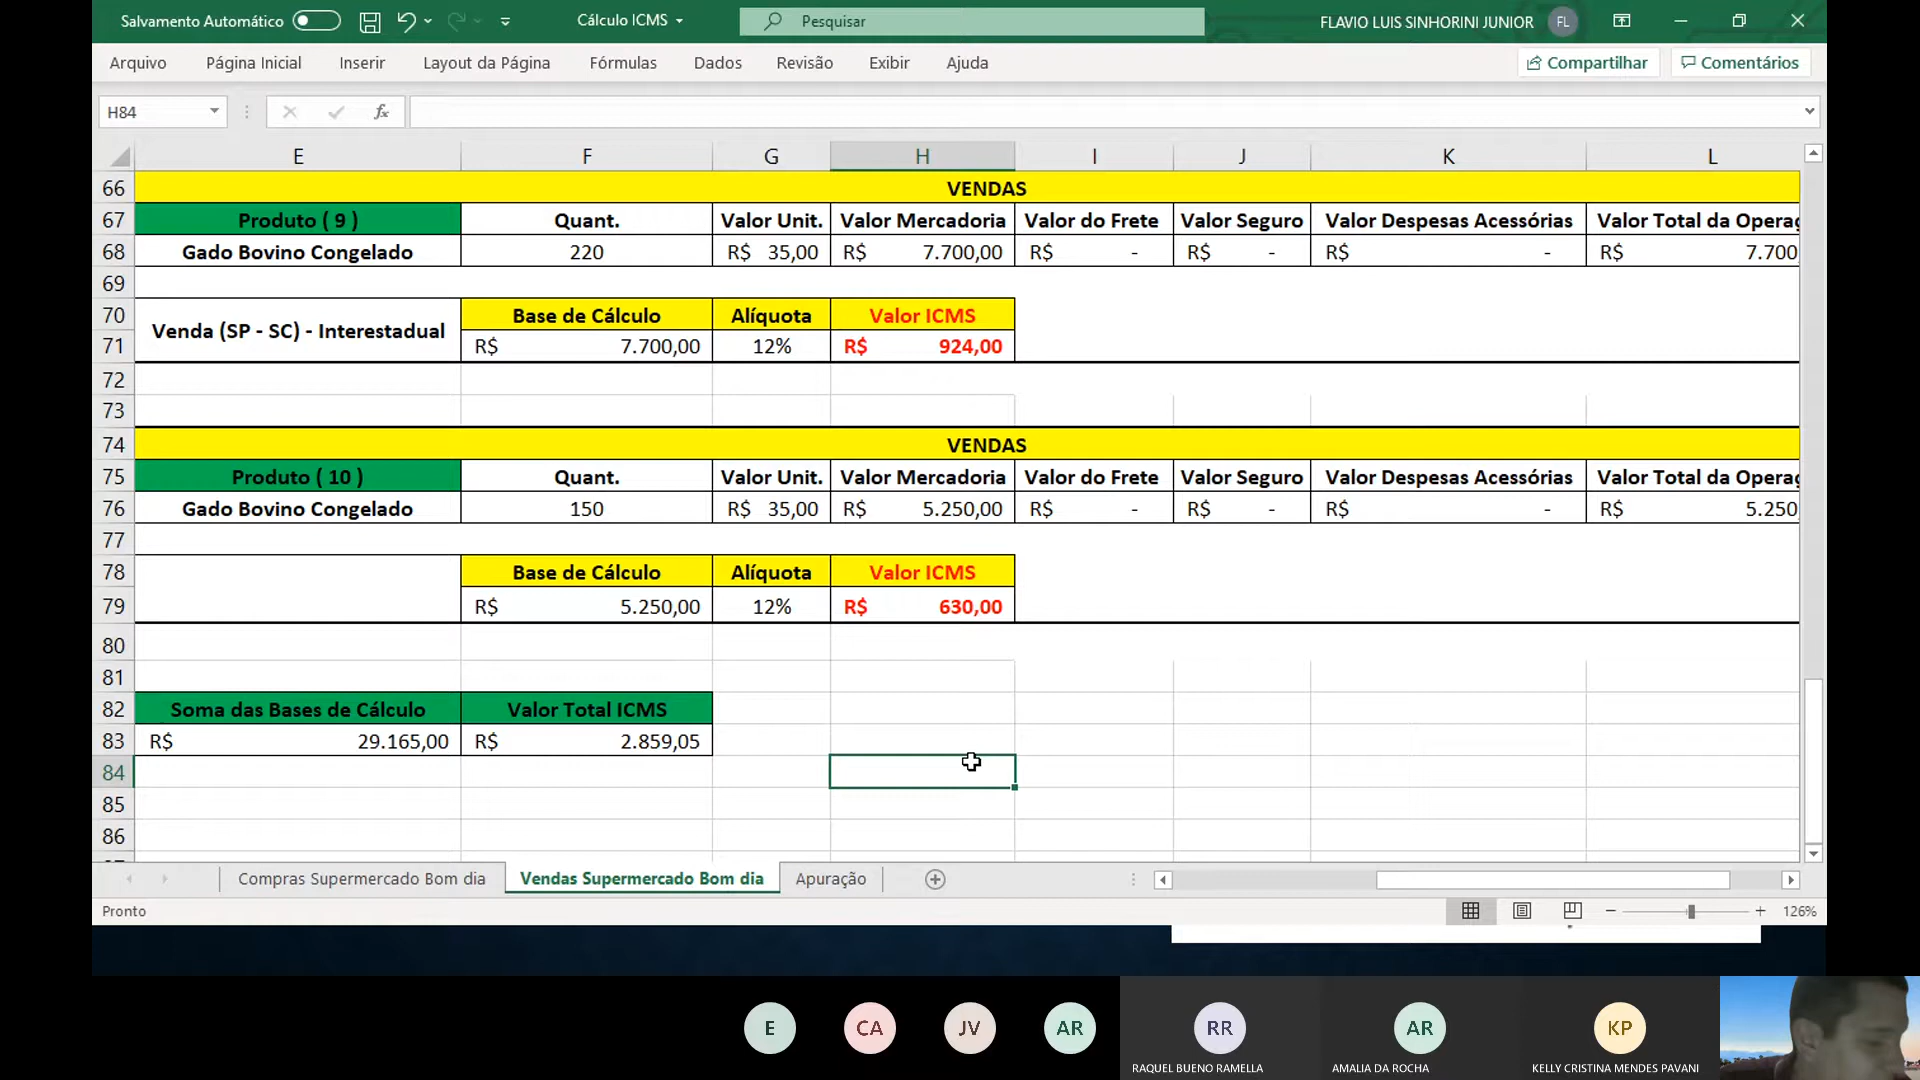 Salvamento Automático Cálculo ICMS Pesquisar FLAVIO LUIS SINHORINI JUNIOR FL
Arquivo Página Inicial Inserir Layout da Página Fórmulas Dados Revisão Exibir Ajuda Compartilhar Comentários
H84 fx
E F G H I J K L
66 VENDAS
67 Produto ( 9 ) Quant. Valor Unit. Valor Mercadoria Valor do Frete Valor Seguro Valor Despesas Acessórias Valor Total da Operaç
68 Gado Bovino Congelado 220 R$ 35,00 R$ 7.700,00 R$ - R$ - R$ - R$ 7.700
69
70 Base de Cálculo Alíquota Valor ICMS
Venda (SP - SC) - Interestadual
71 R$ 7.700,00 12% R$ 924,00
72
73
74 VENDAS
75 Produto ( 10 ) Quant. Valor Unit. Valor Mercadoria Valor do Frete Valor Seguro Valor Despesas Acessórias Valor Total da Operaç
76 Gado Bovino Congelado 150 R$ 35,00 R$ 5.250,00 R$ - R$ - R$ - R$ 5.250
77
78 Base de Cálculo Alíquota Valor ICMS
79 R$ 5.250,00 12% R$ 630,00
80
81
82 Soma das Bases de Cálculo Valor Total ICMS
83 R$ 29.165,00 R$ 2.859,05
84
85
86
Compras Supermercado Bom dia Vendas Supermercado Bom dia Apuração
Pronto 126%
E CA JV AR RR AR KP
RAQUEL BUENO RAMELLA AMALIA DA ROCHA KELLY CRISTINA MENDES PAVANI